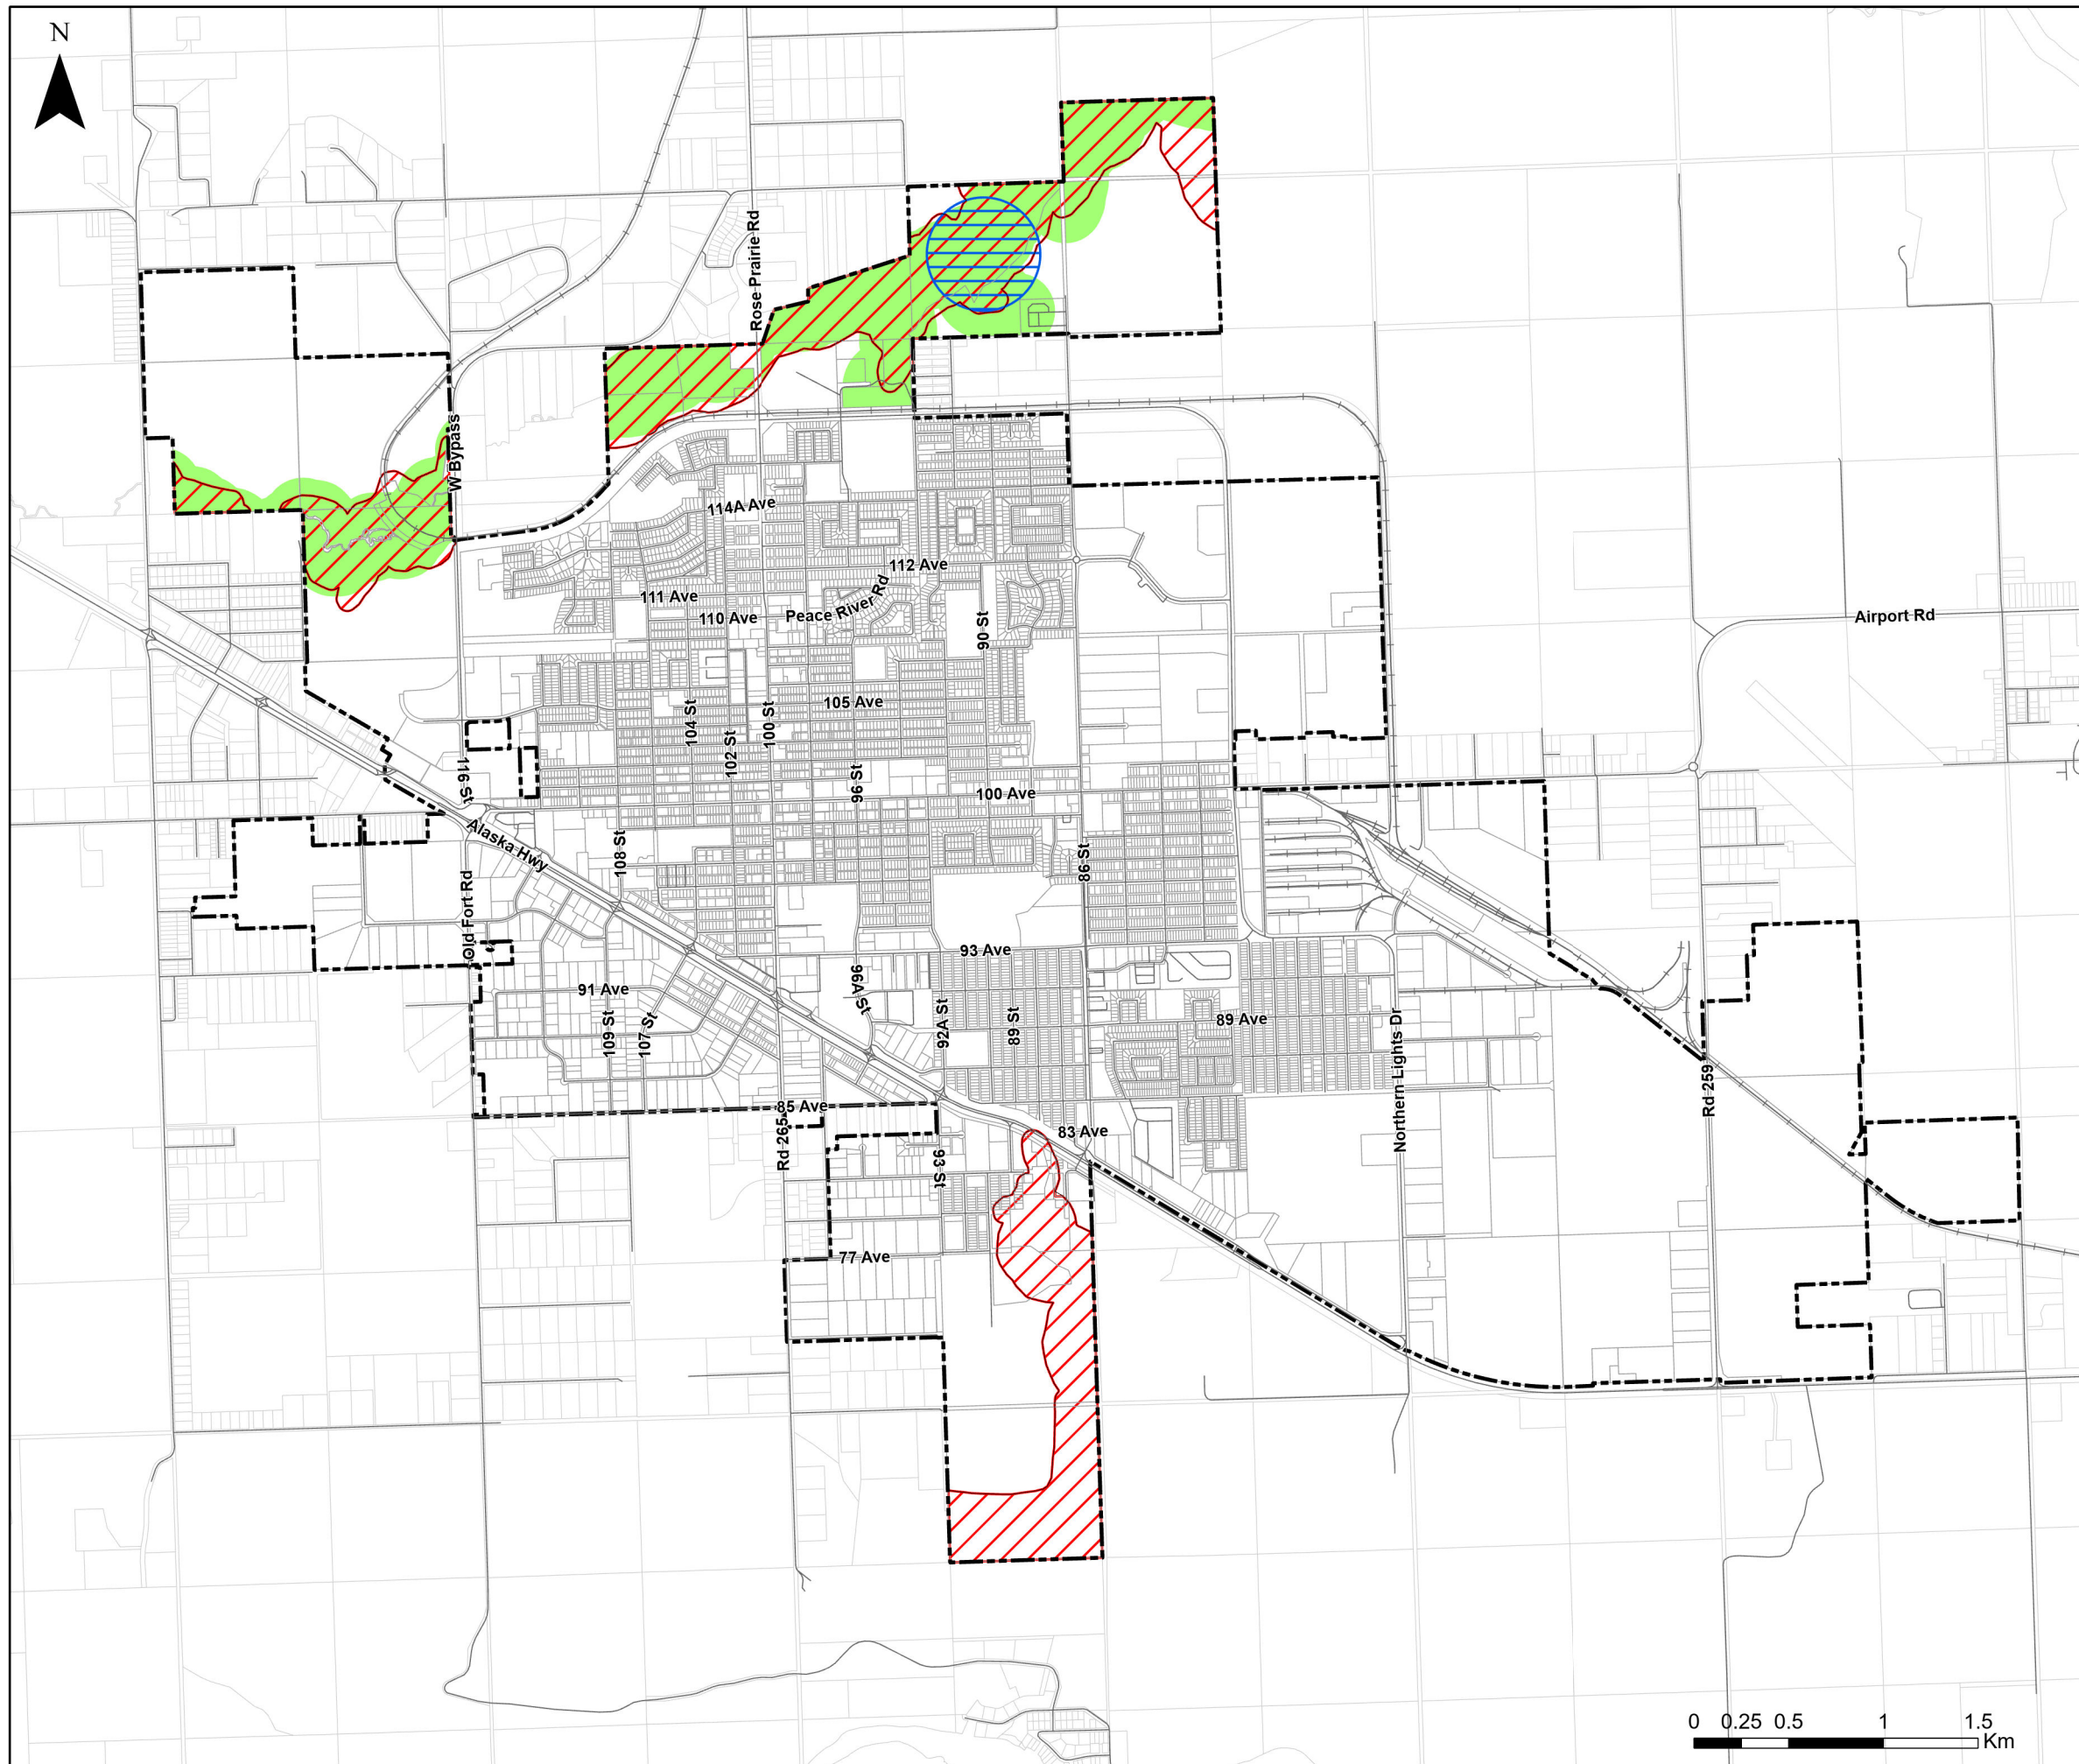 N
Rose Prairie Rd
W Bypass
114A Ave
112 Ave
111 Ave
110 Ave
Peace River Rd
90 St
Airport Rd
105 Ave
104 St
100 St
102 St
116 St
96 St
100 Ave
Alaska Hwy
108 St
86 St
Old Fort Rd
93 Ave
91 Ave
96A St
109 St
107 St
92A St
89 St
89 Ave
Northern Lights Dr
Rd 259
85 Ave
Rd 265
83 Ave
93 St
77 Ave
0 0.25 0.5 1 1.5
Km